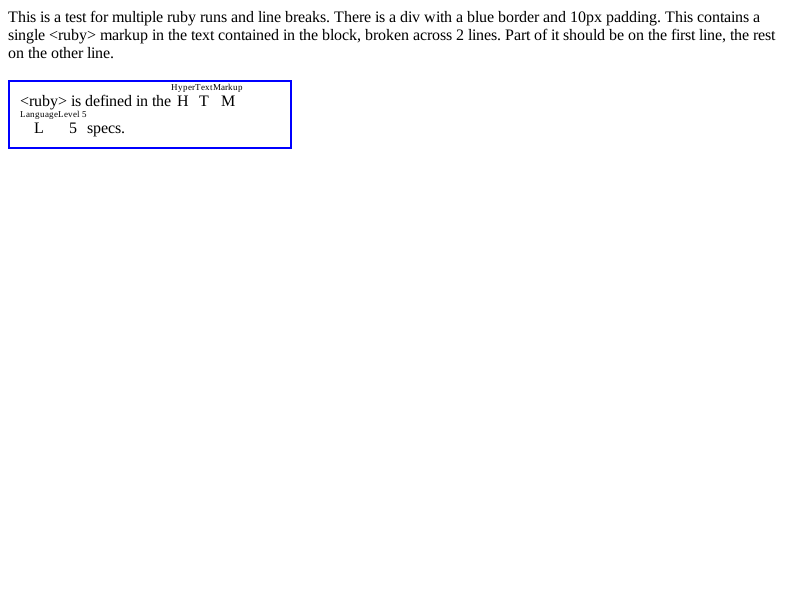 This is a test for multiple ruby runs and line breaks. There is a div with a blue border and 10px padding. This contains a
single <ruby> markup in the text contained in the block, broken across 2 lines. Part of it should be on the first line, the rest
on the other line.
HyperTextMarkup
<ruby> is defined in the H T M
LanguageLevel 5
L 5 specs.